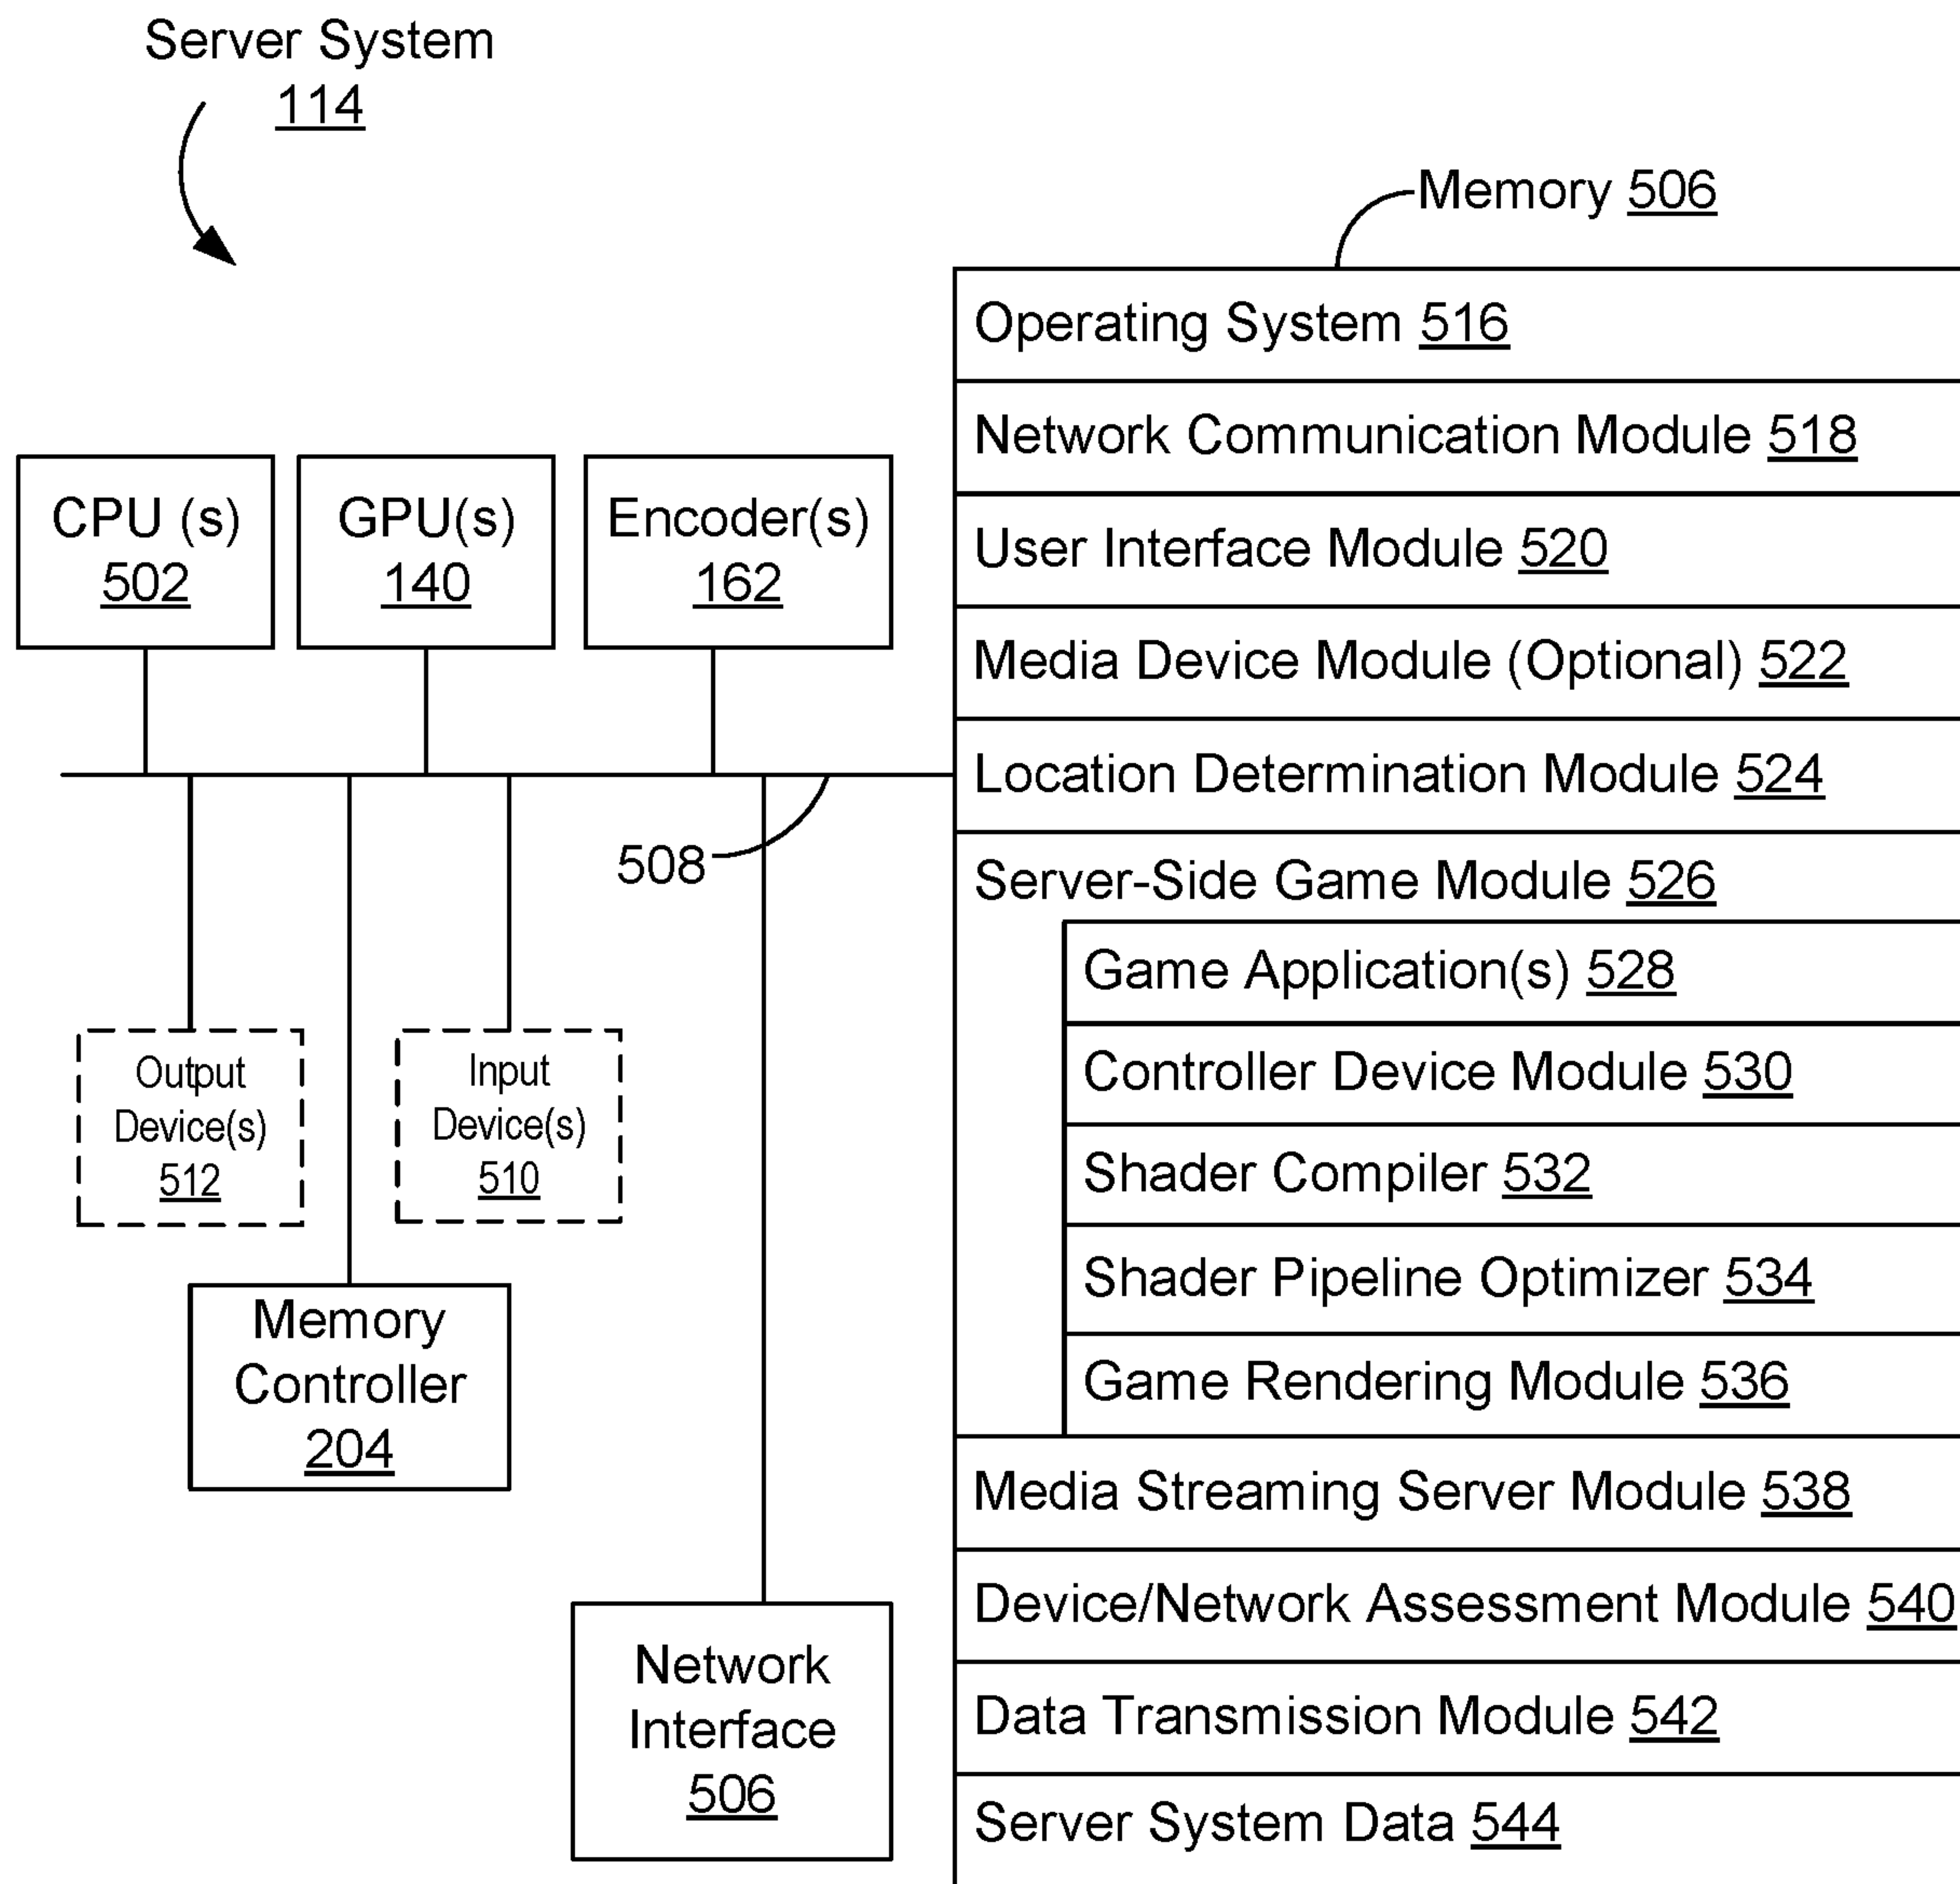 Server System
114
Memory 506
Operating System 516
Network Communication Module 518
User Interface Module 520
Media Device Module (Optional) 522
Location Determination Module 524
Server-Side Game Module 526
Game Application(s) 528
Controller Device Module 530
Shader Compiler 532
Shader Pipeline Optimizer 534
Game Rendering Module 536
Media Streaming Server Module 538
Device/Network Assessment Module 540
Data Transmission Module 542
Server System Data 544
CPU (s)
502
GPU(s)
140
Encoder(s)
162
508
Output
Device(s)
512
Input
Device(s)
510
Memory
Controller
204
Network
Interface
506